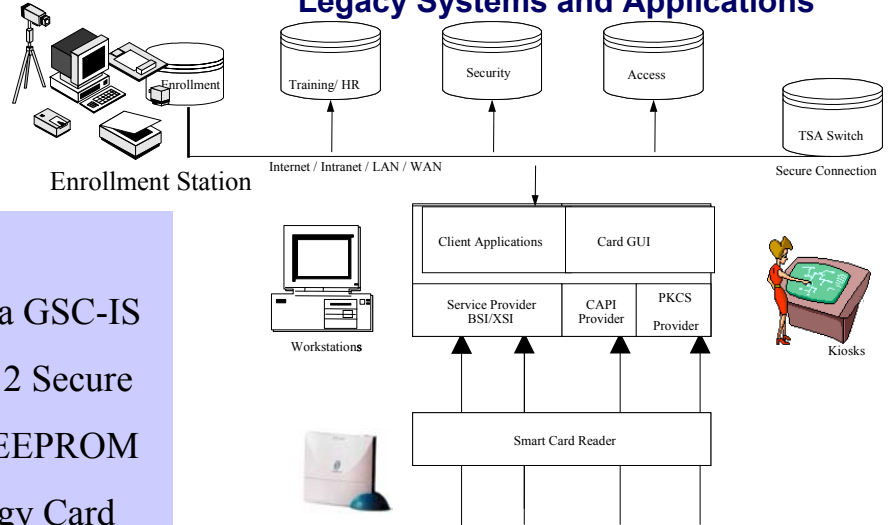 Legacy Systems and Applications
Enrollment
Training/ HR
Security
Access
TSA Switch
Internet / Intranet / LAN / WAN
Secure Connection
Enrollment Station
Client Applications
Card GUI
a GSC-IS
2 Secure
EEPROM
gy Card
Service Provider
BSI/XSI
CAPI
Provider
PKCS
Provider
Workstations
Kiosks
Smart Card Reader